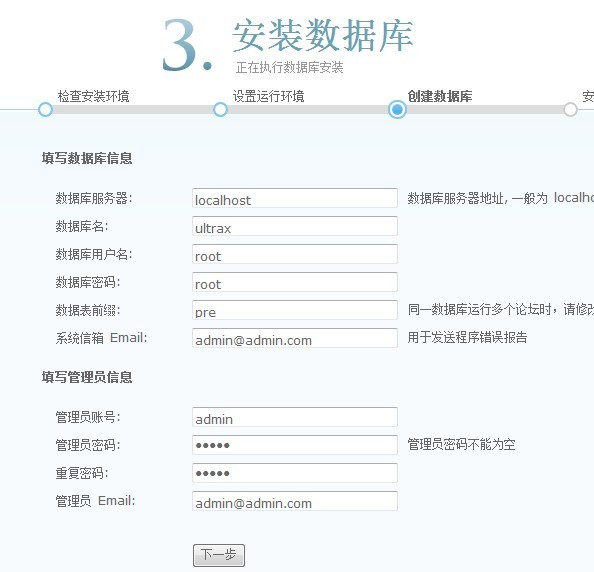 3. 安装数据库
正在执行数据库安装
检查安装环境 设置运行环境 创建数据库 安
填写数据库信息
数据库服务器: localhost 数据库服务器地址, 一般为 localho
数据库名: ultrax
数据库用户名: root
数据库密码: root
数据表前缀: pre 同一数据库运行多个论坛时，请修改
系统信箱 Email: admin@admin.com 用于发送程序错误报告
填写管理员信息
管理员账号: admin
管理员密码: ●●●●● 管理员密码不能为空
重复密码: ●●●●●
管理员 Email: admin@admin.com
下一步